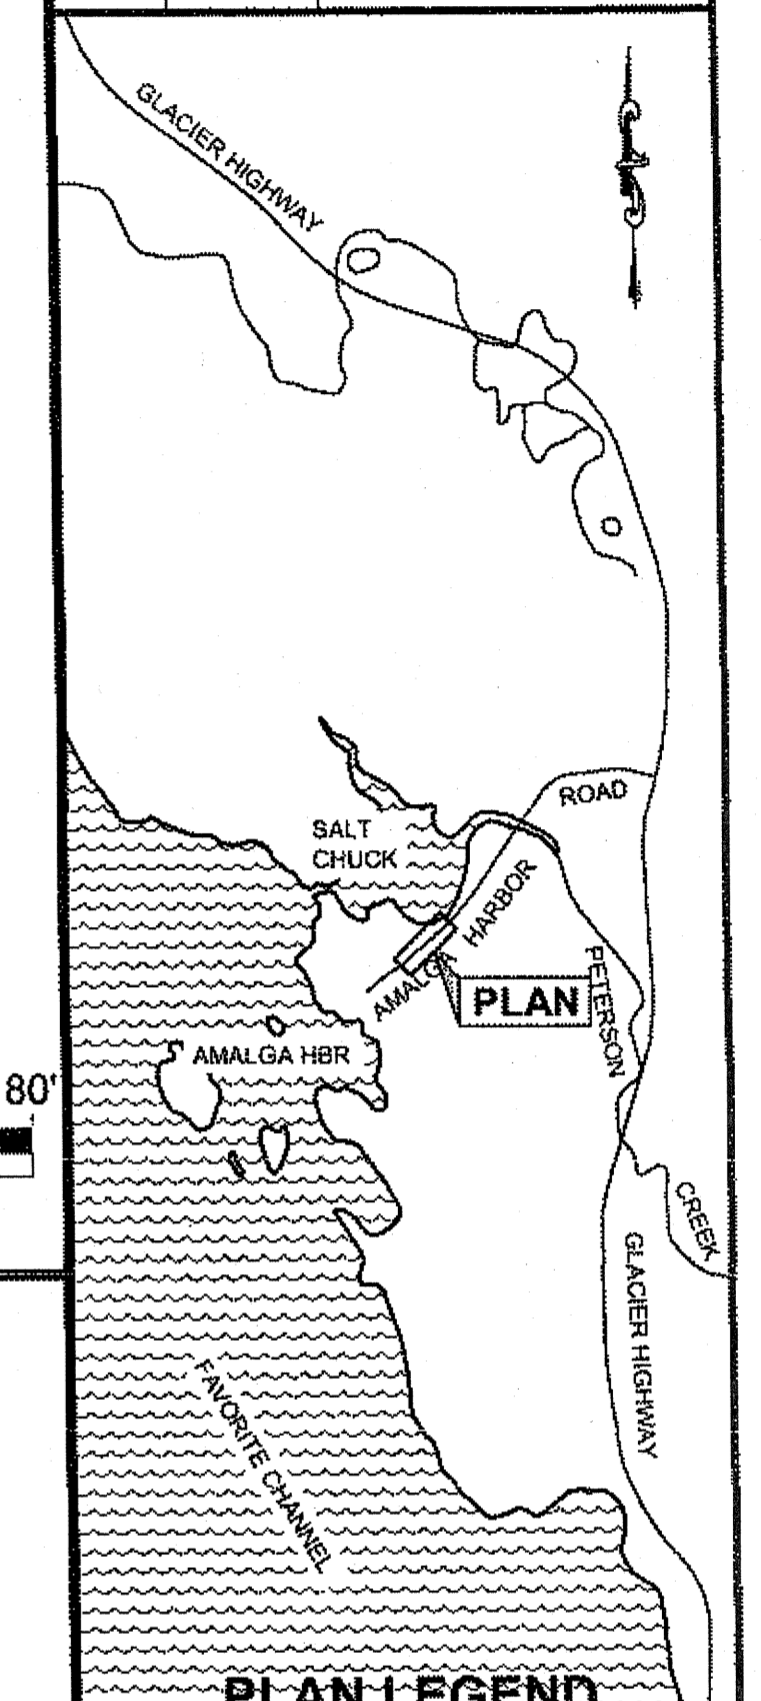 GLACIER HIGHWAY
ROAD
SALT
CHUCK
AMALGA HARBOR
PLAN
PETERSON
AMALGA HBR
80'
CREEK
GLACIER HIGHWAY
FAVORITE CHANNEL
PLAN LEGEND